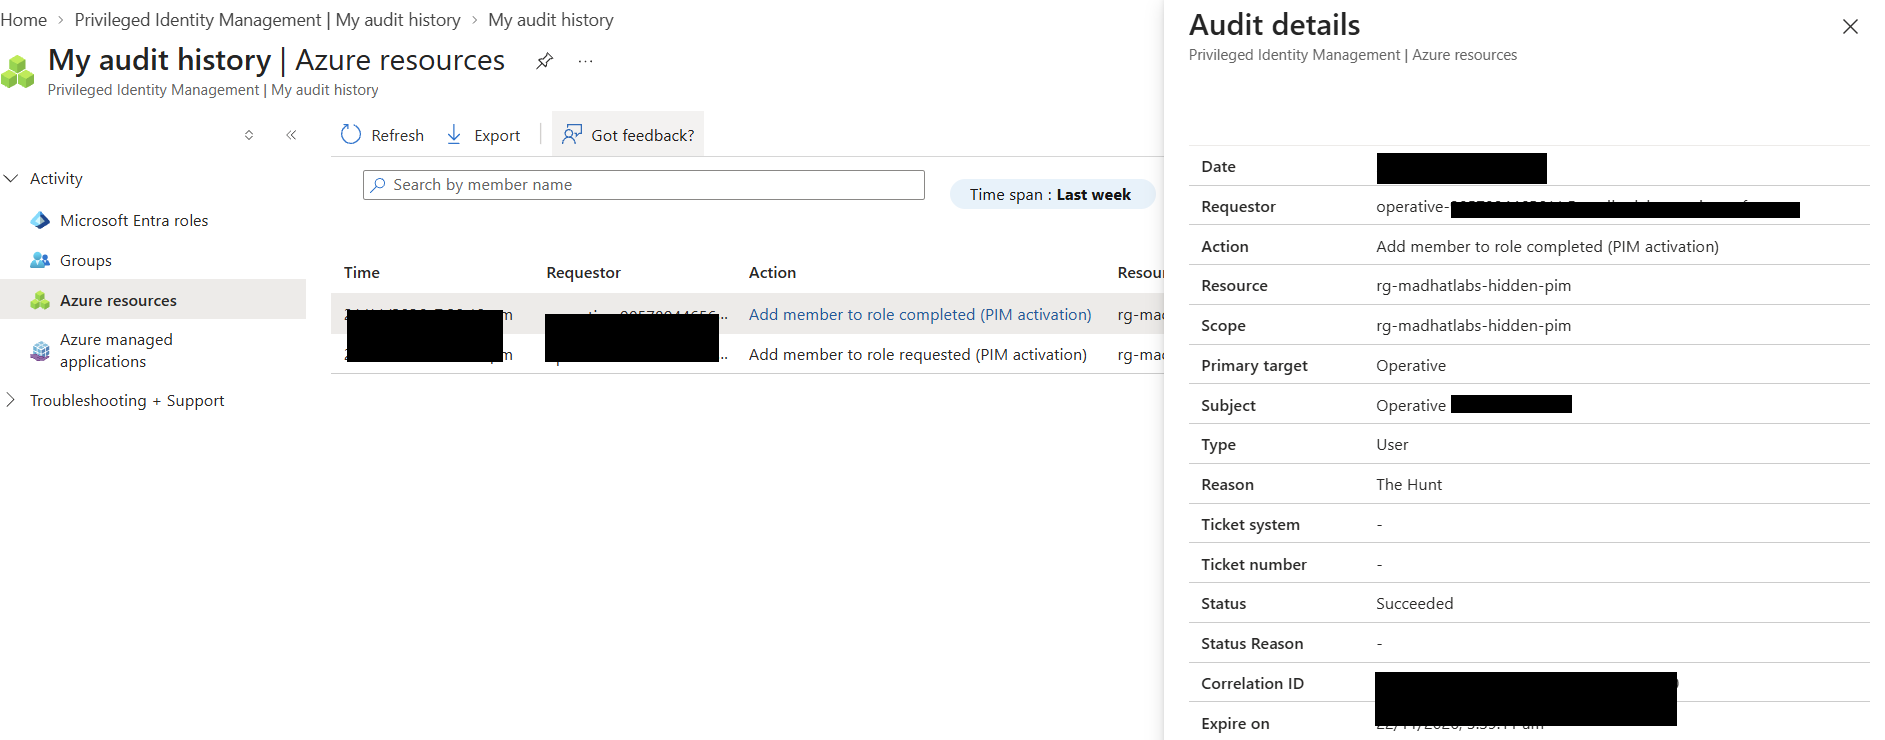 Home > Privileged Identity Management | My audit history > My audit history
My audit history | Azure resources
Privileged Identity Management | My audit history
Refresh
Export
Got feedback?
Search by member name
Time span : Last week
Activity
Microsoft Entra roles
Groups
Azure resources
Azure managed
applications
Troubleshooting + Support
Time Requestor Action
Add member to role completed (PIM activation)
Add member to role requested (PIM activation)
Audit details
Privileged Identity Management | Azure resources
Date
Requestor operative-
Action Add member to role completed (PIM activation)
Resource rg-madhatlabs-hidden-pim
Scope rg-madhatlabs-hidden-pim
Primary target Operative
Subject Operative
Type User
Reason The Hunt
Ticket system -
Ticket number -
Status Succeeded
Status Reason -
Correlation ID
Expire on